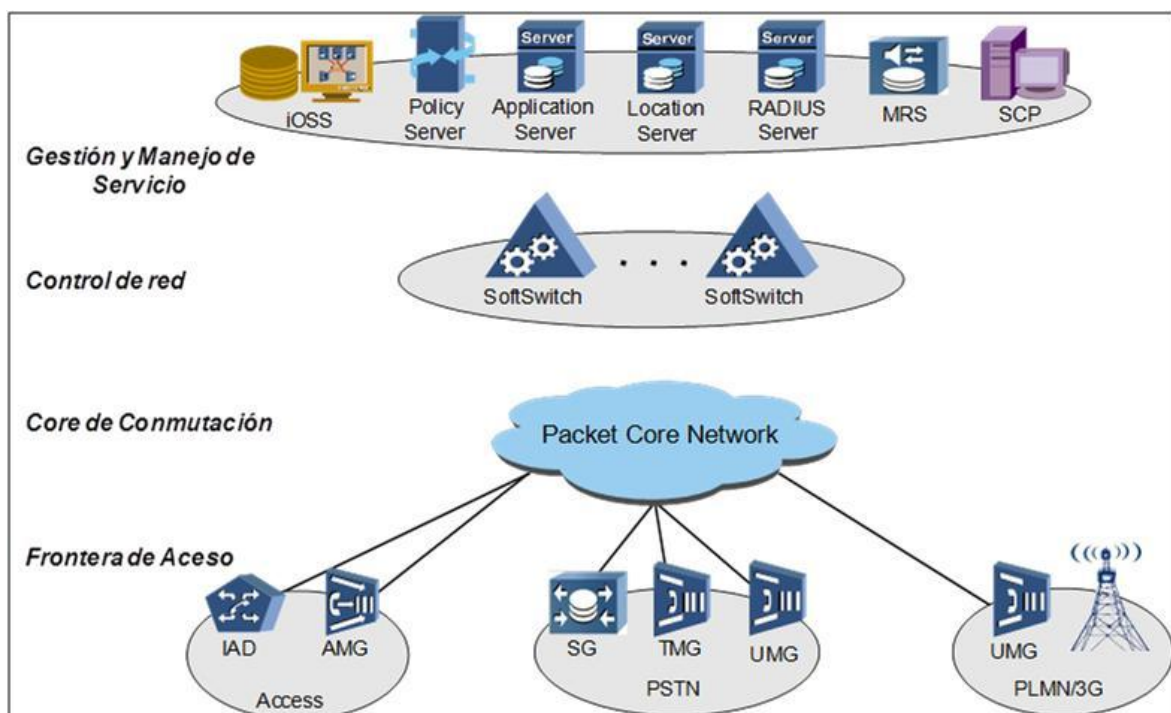 Server
Server
Server
iOSS
Policy
Server
Application
Server
Location
Server
RADIUS
Server
MRS
SCP
Gestión y Manejo de
Servicio
Control de red
SoftSwitch
. . .
SoftSwitch
Core de Conmutación
Packet Core Network
Frontera de Aceso
IAD
AMG
Access
SG
TMG
UMG
PSTN
UMG
PLMN/3G